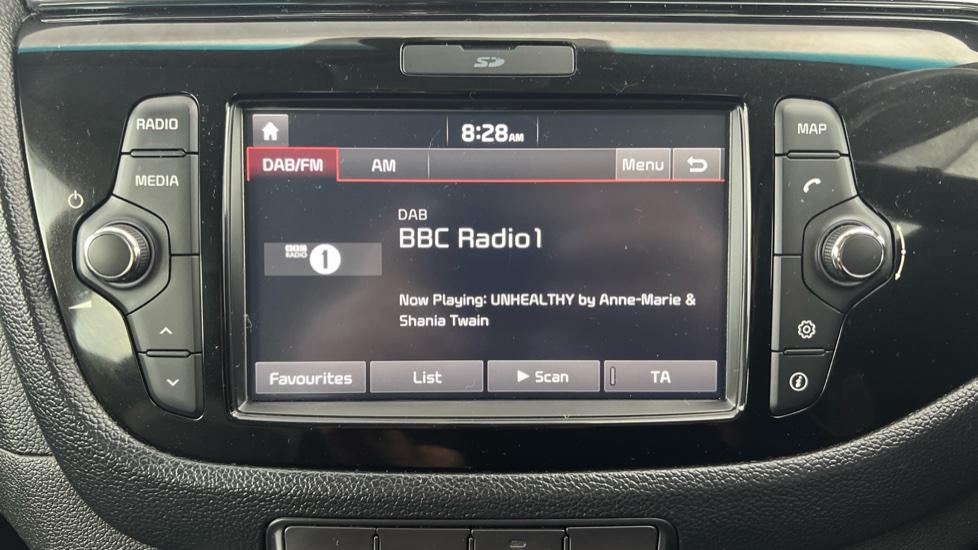 SD
RADIO
MEDIA
8:28AM
DAB/FM AM Menu
DAB
BBC Radio1
BBC
RADIO
1
Now Playing: UNHEALTHY by Anne-Marie &
Shania Twain
Favourites List Scan TA
MAP